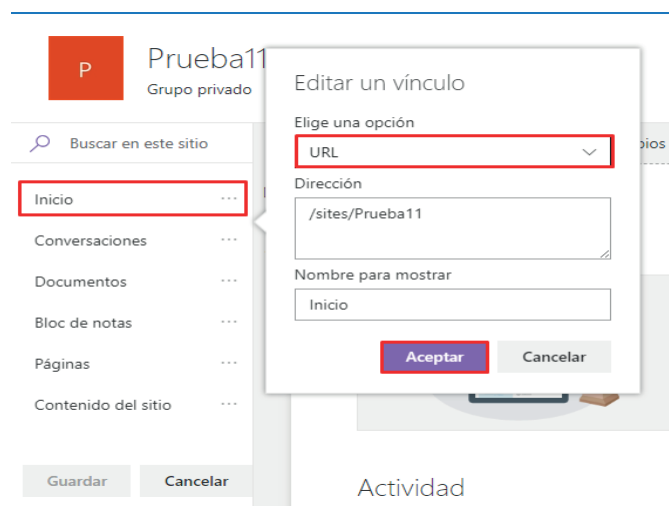 P
Prueba11
Grupo privado
Buscar en este sitio
Inicio
Conversaciones
Documentos
Bloc de notas
Páginas
Contenido del sitio
Guardar Cancelar
Editar un vínculo
Elige una opción
URL
Dirección
/sites/Prueba11
Nombre para mostrar
Inicio
Aceptar Cancelar
Actividad